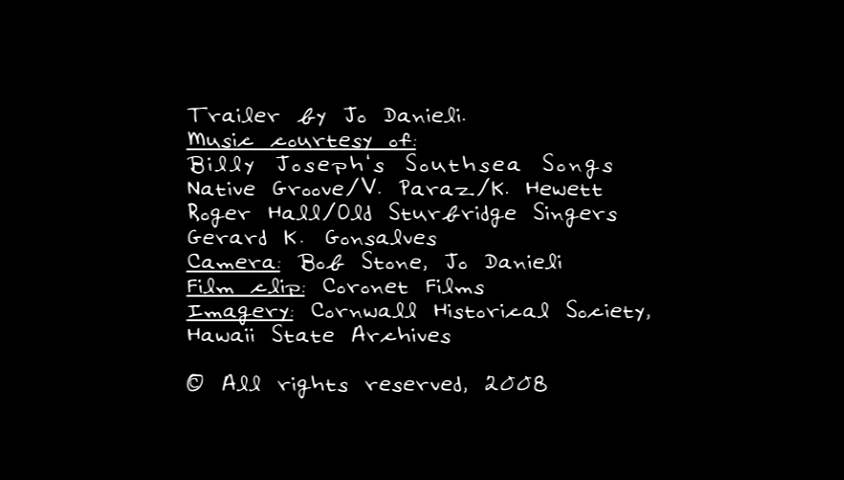 Trailer by Jo Danieli.
Music courtesy of:
Billy Joseph's Southsea Songs
Native Groove/V. Paraz/K. Hewett
Roger Hall/Old Sturbridge Singers
Gerard K. Gonsalves
Camera: Bob Stone, Jo Danieli
Film clip: Coronet Films
Imagery: Cornwall Historical Society,
Hawaii State Archives
© All rights reserved, 2008